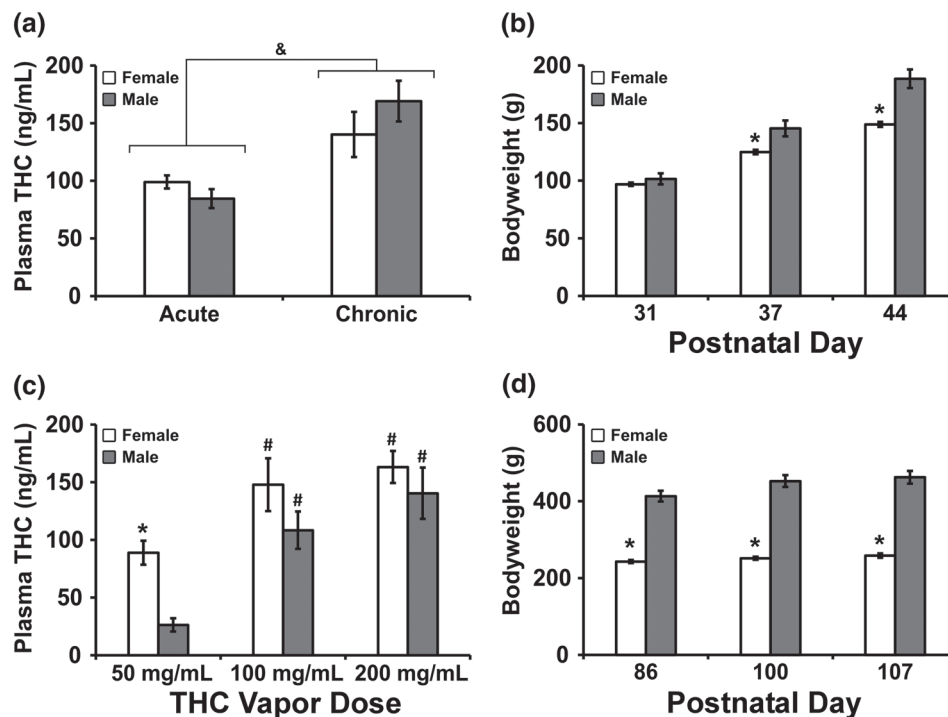 (a)
&
Plasma THC (ng/mL)
200
150
100
50
0
Female
Male
Acute
Chronic
(b)
Bodyweight (g)
200
150
100
50
0
Female
Male
*
*
31
37
44
Postnatal Day
(c)
Plasma THC (ng/mL)
200
150
100
50
0
Female
Male
*
#
#
#
#
50 mg/mL
100 mg/mL
200 mg/mL
THC Vapor Dose
(d)
Bodyweight (g)
600
400
200
0
Female
Male
*
*
*
86
100
107
Postnatal Day